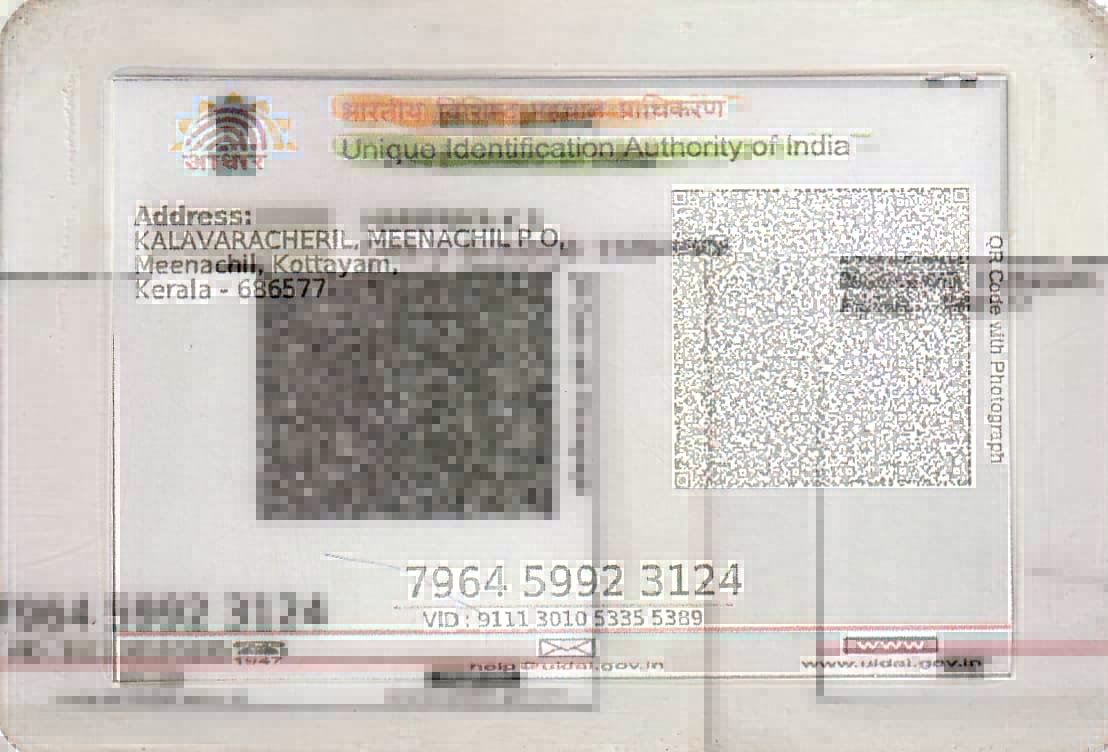 भारतीय विशिष्ट पहचान प्राधिकरण
Unique Identification Authority of India
आधार
Address:
KALAVARACHERIL, MEENACHIL P O,
Meenachil, Kottayam,
Kerala - 686577
QR Code with Photograph
7964 5992 3124
VID : 9111 3010 5335 5389
7964 5992 3124
1947
help@uidai.gov.in
www
www.uidai.gov.in